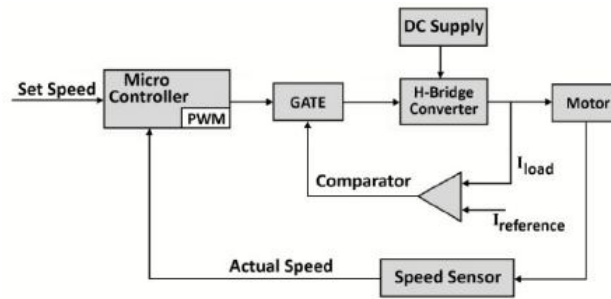 DC Supply
Set Speed
Micro
Controller
PWM
GATE
H-Bridge
Converter
Motor
Comparator
Iload
Ireference
Actual Speed
Speed Sensor